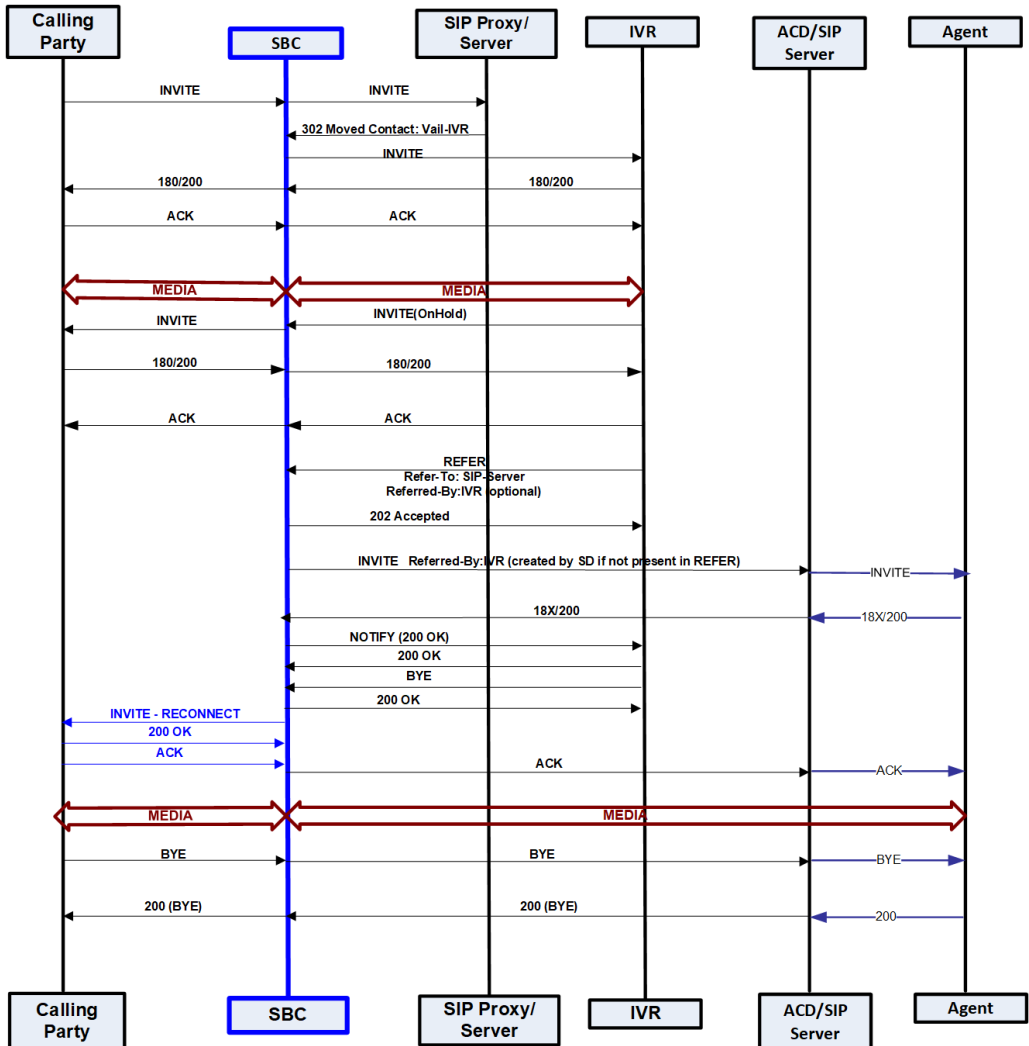 Calling
Party
SBC
SIP Proxy/
Server
IVR
ACD/SIP
Server
Agent
INVITE
INVITE
302 Moved Contact: Vail-IVR
INVITE
180/200
180/200
ACK
ACK
MEDIA
MEDIA
INVITE(OnHold)
INVITE
180/200
180/200
ACK
ACK
REFER
Refer-To: SIP-Server
Referred-By:IVR (optional)
202 Accepted
INVITE Referred-By:IVR (created by SD if not present in REFER)
INVITE
18X/200
18X/200
NOTIFY (200 OK)
200 OK
BYE
200 OK
INVITE - RECONNECT
200 OK
ACK
ACK
ACK
MEDIA
MEDIA
BYE
BYE
BYE
200 (BYE)
200 (BYE)
200
Calling
Party
SBC
SIP Proxy/
Server
IVR
ACD/SIP
Server
Agent